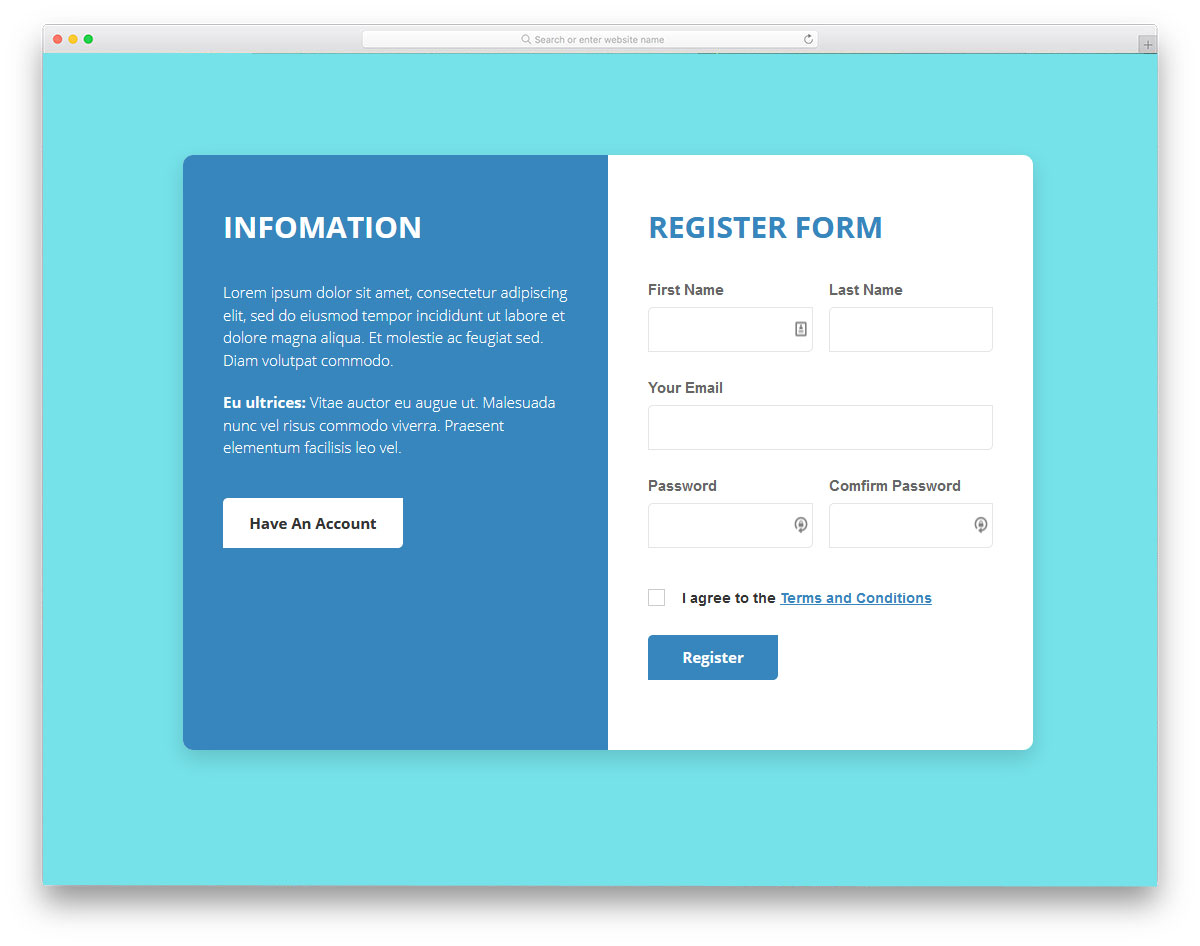 Search or enter website name
INFOMATION
Lorem ipsum dolor sit amet, consectetur adipiscing
elit, sed do eiusmod tempor incididunt ut labore et
dolore magna aliqua. Et molestie ac feugiat sed.
Diam volutpat commodo.
Eu ultrices: Vitae auctor eu augue ut. Malesuada
nunc vel risus commodo viverra. Praesent
elementum facilisis leo vel.
Have An Account
REGISTER FORM
First Name
Last Name
Your Email
Password
Comfirm Password
I agree to the Terms and Conditions
Register